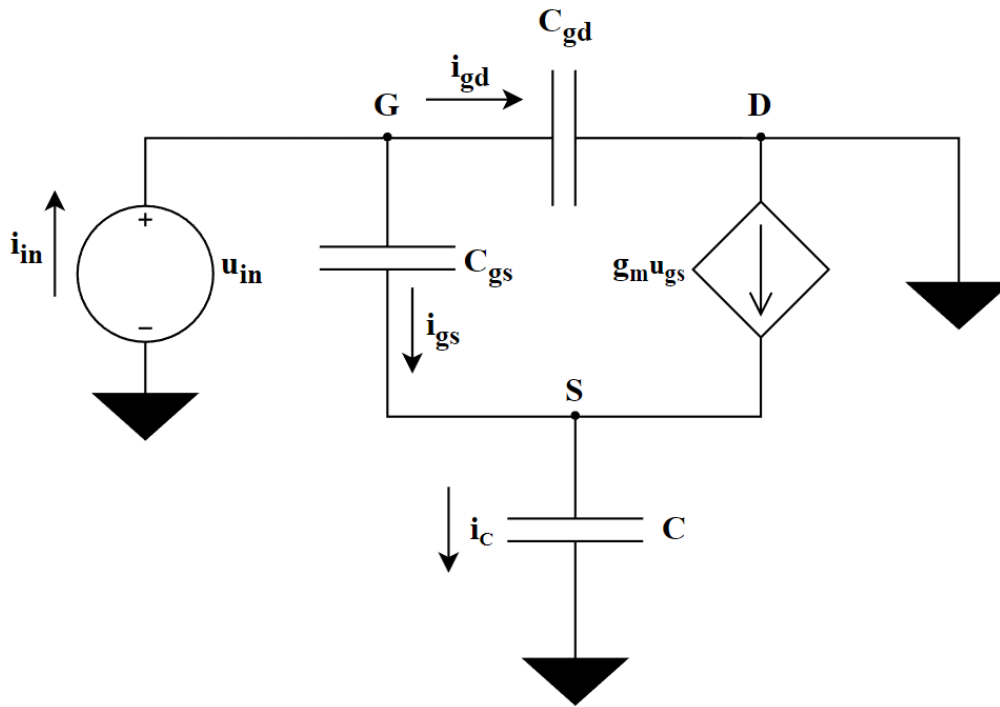 C_gd
i_gd
G
D
i_in
+
u_in
−
C_gs
g_m u_gs
i_gs
S
i_C
C